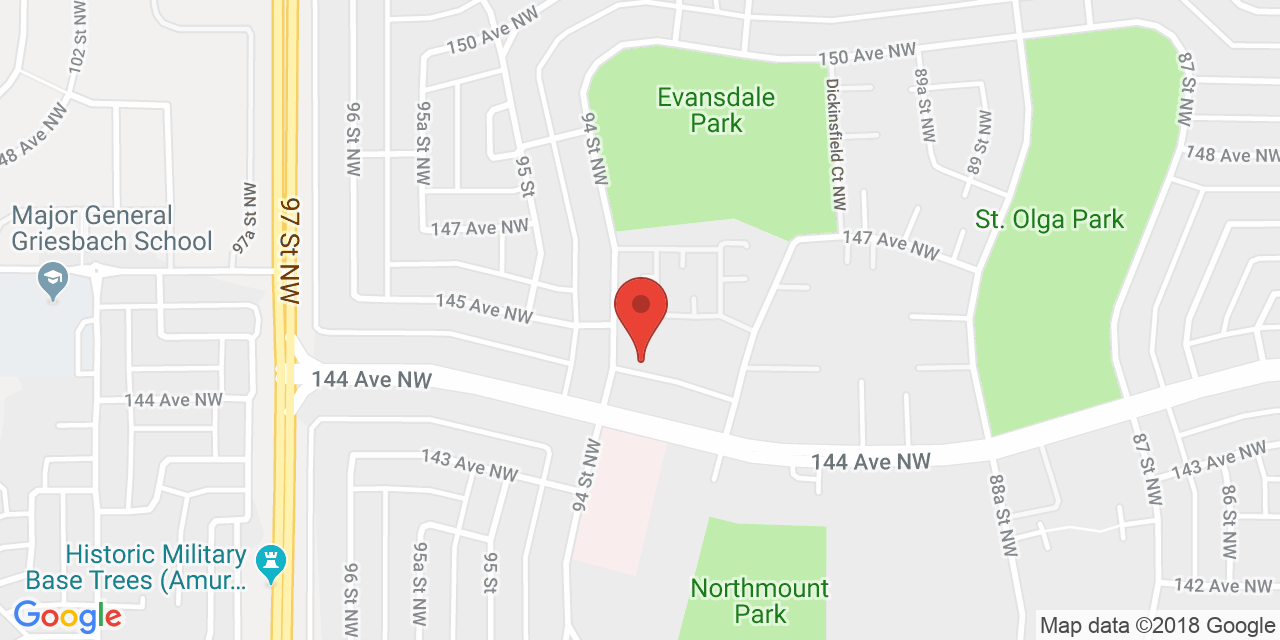 102 St NW
150 Ave NW
150 Ave NW
87 St NW
Evansdale
Park
Dickinsfield Ct NW
89a St NW
89 St NW
96 St NW
95a St NW
94 St NW
95 St
48 Ave NW
148 Ave NW
97a St NW
97 St NW
Major General
Griesbach School
147 Ave NW
147 Ave NW
St. Olga Park
145 Ave NW
144 Ave NW
144 Ave NW
144 Ave NW
143 Ave NW
143 Ave NW
94 St NW
87 St NW
88a St NW
86 St NW
96 St NW
95a St NW
95 St
Historic Military
Base Trees (Amur...
Northmount
Park
142 Ave NW
Google
Map data ©2018 Google